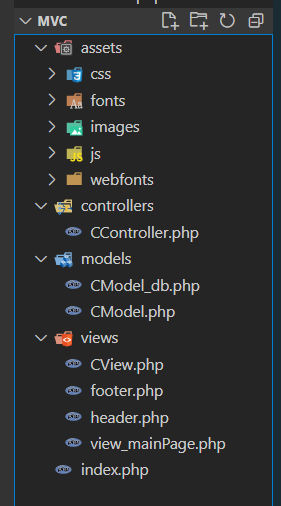 MVC
assets
css
fonts
images
js
webfonts
controllers
CController.php
models
CModel_db.php
CModel.php
views
CView.php
footer.php
header.php
view_mainPage.php
index.php